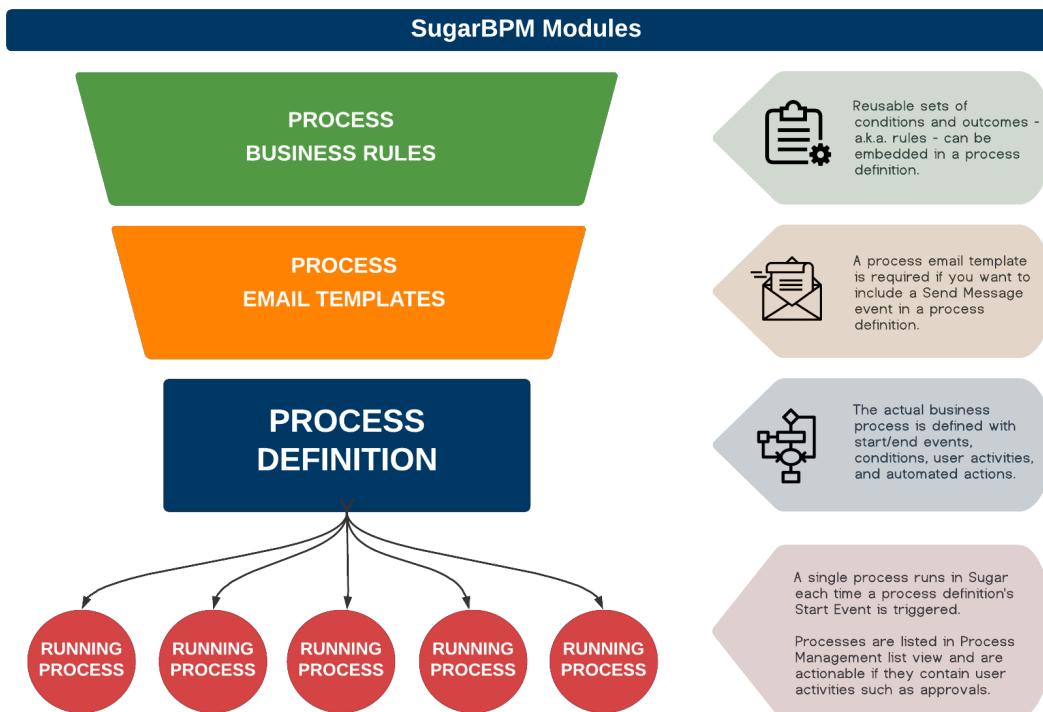 SugarBPM Modules
PROCESS
BUSINESS RULES
Reusable sets of
conditions and outcomes -
a.k.a. rules - can be
embedded in a process
definition.
PROCESS
EMAIL TEMPLATES
A process email template
is required if you want to
include a Send Message
event in a process
definition.
PROCESS
DEFINITION
The actual business
process is defined with
start/end events,
conditions, user activities,
and automated actions.
RUNNING
PROCESS
RUNNING
PROCESS
RUNNING
PROCESS
RUNNING
PROCESS
RUNNING
PROCESS
A single process runs in Sugar
each time a process definition's
Start Event is triggered.
Processes are listed in Process
Management list view and are
actionable if they contain user
activities such as approvals.